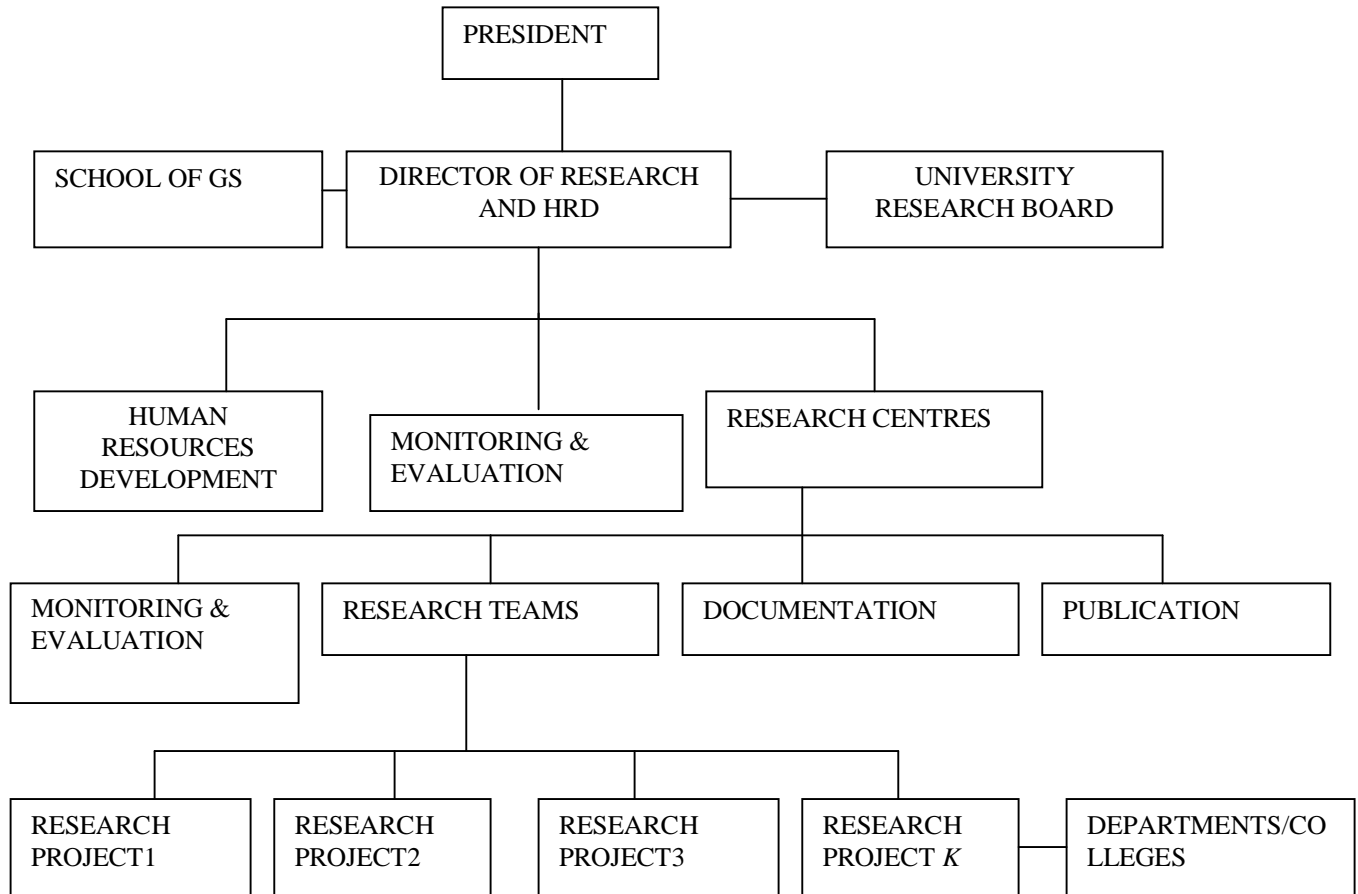 PRESIDENT
SCHOOL OF GS
DIRECTOR OF RESEARCH
AND HRD
UNIVERSITY
RESEARCH BOARD
HUMAN
RESOURCES
DEVELOPMENT
MONITORING &
EVALUATION
RESEARCH CENTRES
MONITORING &
EVALUATION
RESEARCH TEAMS
DOCUMENTATION
PUBLICATION
RESEARCH
PROJECT1
RESEARCH
PROJECT2
RESEARCH
PROJECT3
RESEARCH
PROJECT K
DEPARTMENTS/CO
LLEGES